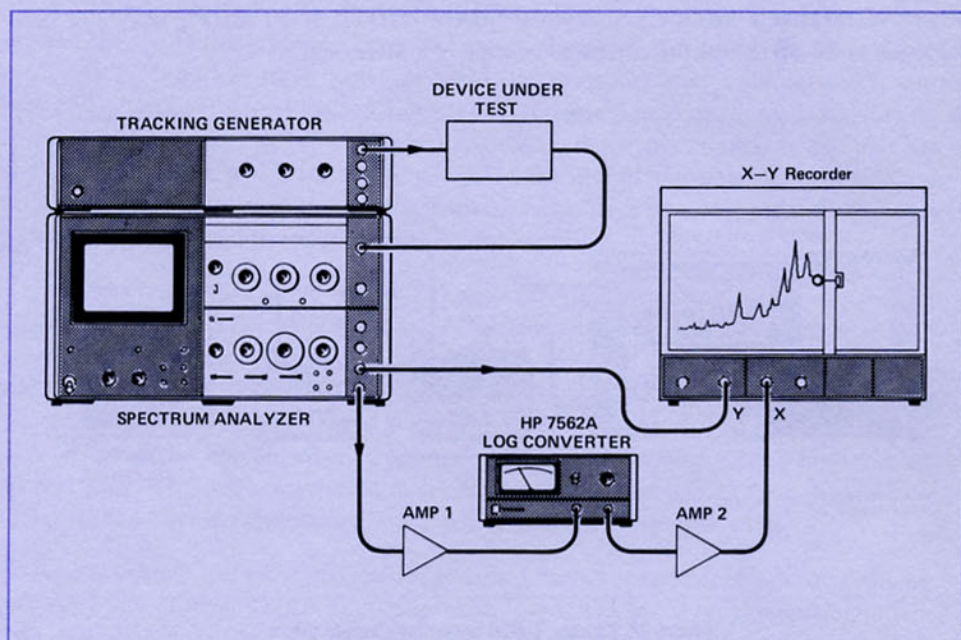 DEVICE UNDER
TEST
TRACKING GENERATOR
X–Y Recorder
SPECTRUM ANALYZER
Y
X
HP 7562A
LOG CONVERTER
AMP 1
AMP 2